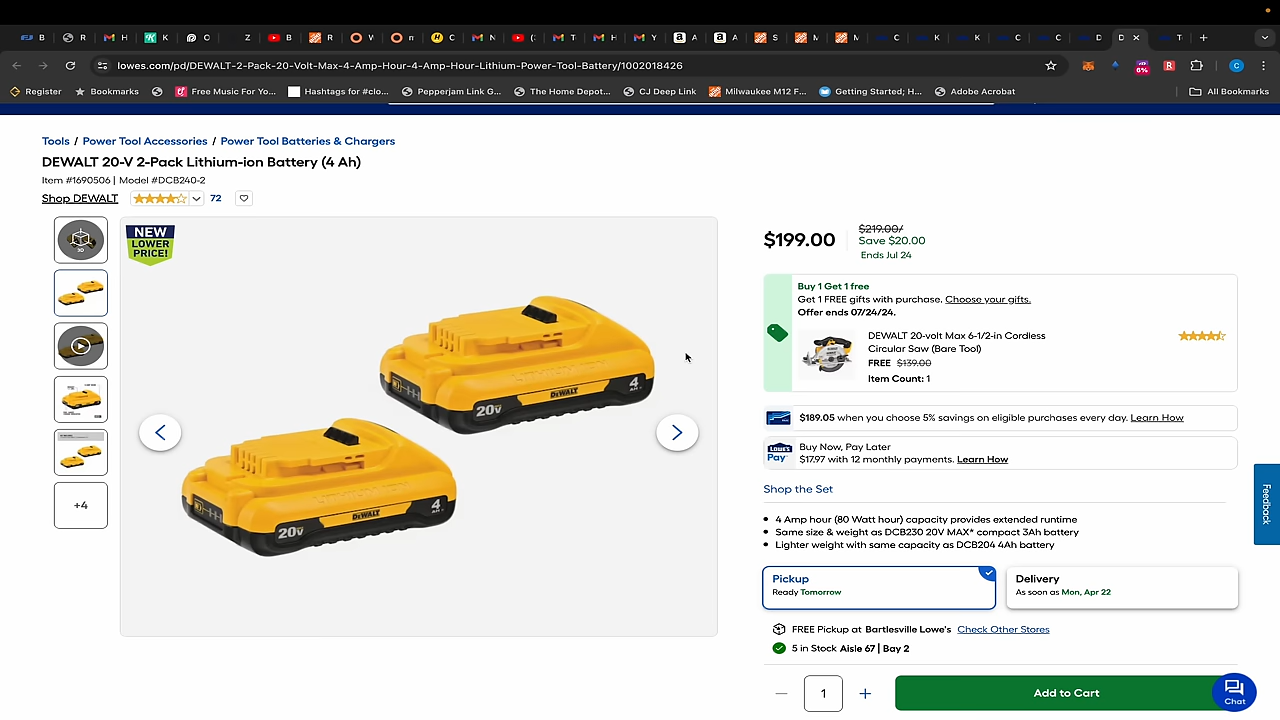 B R H K O Z B R V n C N ( T H Y A A S M M C K K C C D D T
lowes.com/pd/DEWALT-2-Pack-20-Volt-Max-4-Amp-Hour-4-Amp-Hour-Lithium-Power-Tool-Battery/1002018426
0% R C
Register Bookmarks Free Music For Yo... Hashtags for #clo... Pepperjam Link G... The Home Depot... CJ Deep Link Milwaukee M12 F... Getting Started; H... Adobe Acrobat All Bookmarks
Tools / Power Tool Accessories / Power Tool Batteries & Chargers
DEWALT 20-V 2-Pack Lithium-ion Battery (4 Ah)
Item #1690506 | Model #DCB240-2
Shop DEWALT 72
3D
+4
NEW
LOWER
PRICE!
LITHIUM ION
20V DEWALT 4 AH
LITHIUM ION
20V DEWALT 4 AH
$199.00
$219.00/
Save $20.00
Ends Jul 24
Buy 1 Get 1 free
Get 1 FREE gifts with purchase. Choose your gifts.
Offer ends 07/24/24.
DEWALT 20-volt Max 6-1/2-in Cordless
Circular Saw (Bare Tool)
FREE $139.00
Item Count: 1
$189.05 when you choose 5% savings on eligible purchases every day. Learn How
LOWE'S
Pay
Buy Now, Pay Later
$17.97 with 12 monthly payments. Learn How
Shop the Set
4 Amp hour (80 Watt hour) capacity provides extended runtime
Same size & weight as DCB230 20V MAX* compact 3Ah battery
Lighter weight with same capacity as DCB204 4Ah battery
Pickup
Ready Tomorrow
Delivery
As soon as Mon, Apr 22
FREE Pickup at Bartlesville Lowe's Check Other Stores
5 in Stock Aisle 67 | Bay 2
1
Add to Cart
Chat
Feedback